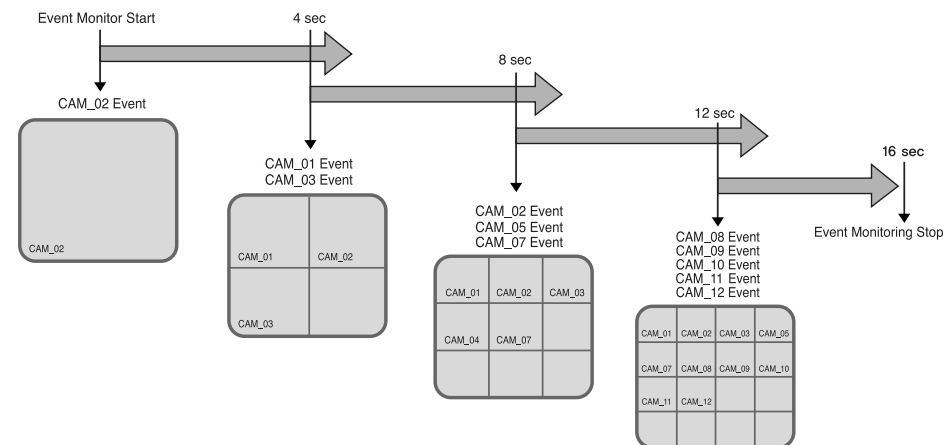 Event Monitor Start
4 sec
8 sec
12 sec
16 sec
CAM_02 Event
CAM_02
CAM_01 Event
CAM_03 Event
CAM_01 CAM_02
CAM_03
CAM_02 Event
CAM_05 Event
CAM_07 Event
CAM_01 CAM_02 CAM_03
CAM_04 CAM_07
CAM_08 Event
CAM_09 Event
CAM_10 Event
CAM_11 Event
CAM_12 Event
CAM_01 CAM_02 CAM_03 CAM_05
CAM_07 CAM_08 CAM_09 CAM_10
CAM_11 CAM_12
Event Monitoring Stop